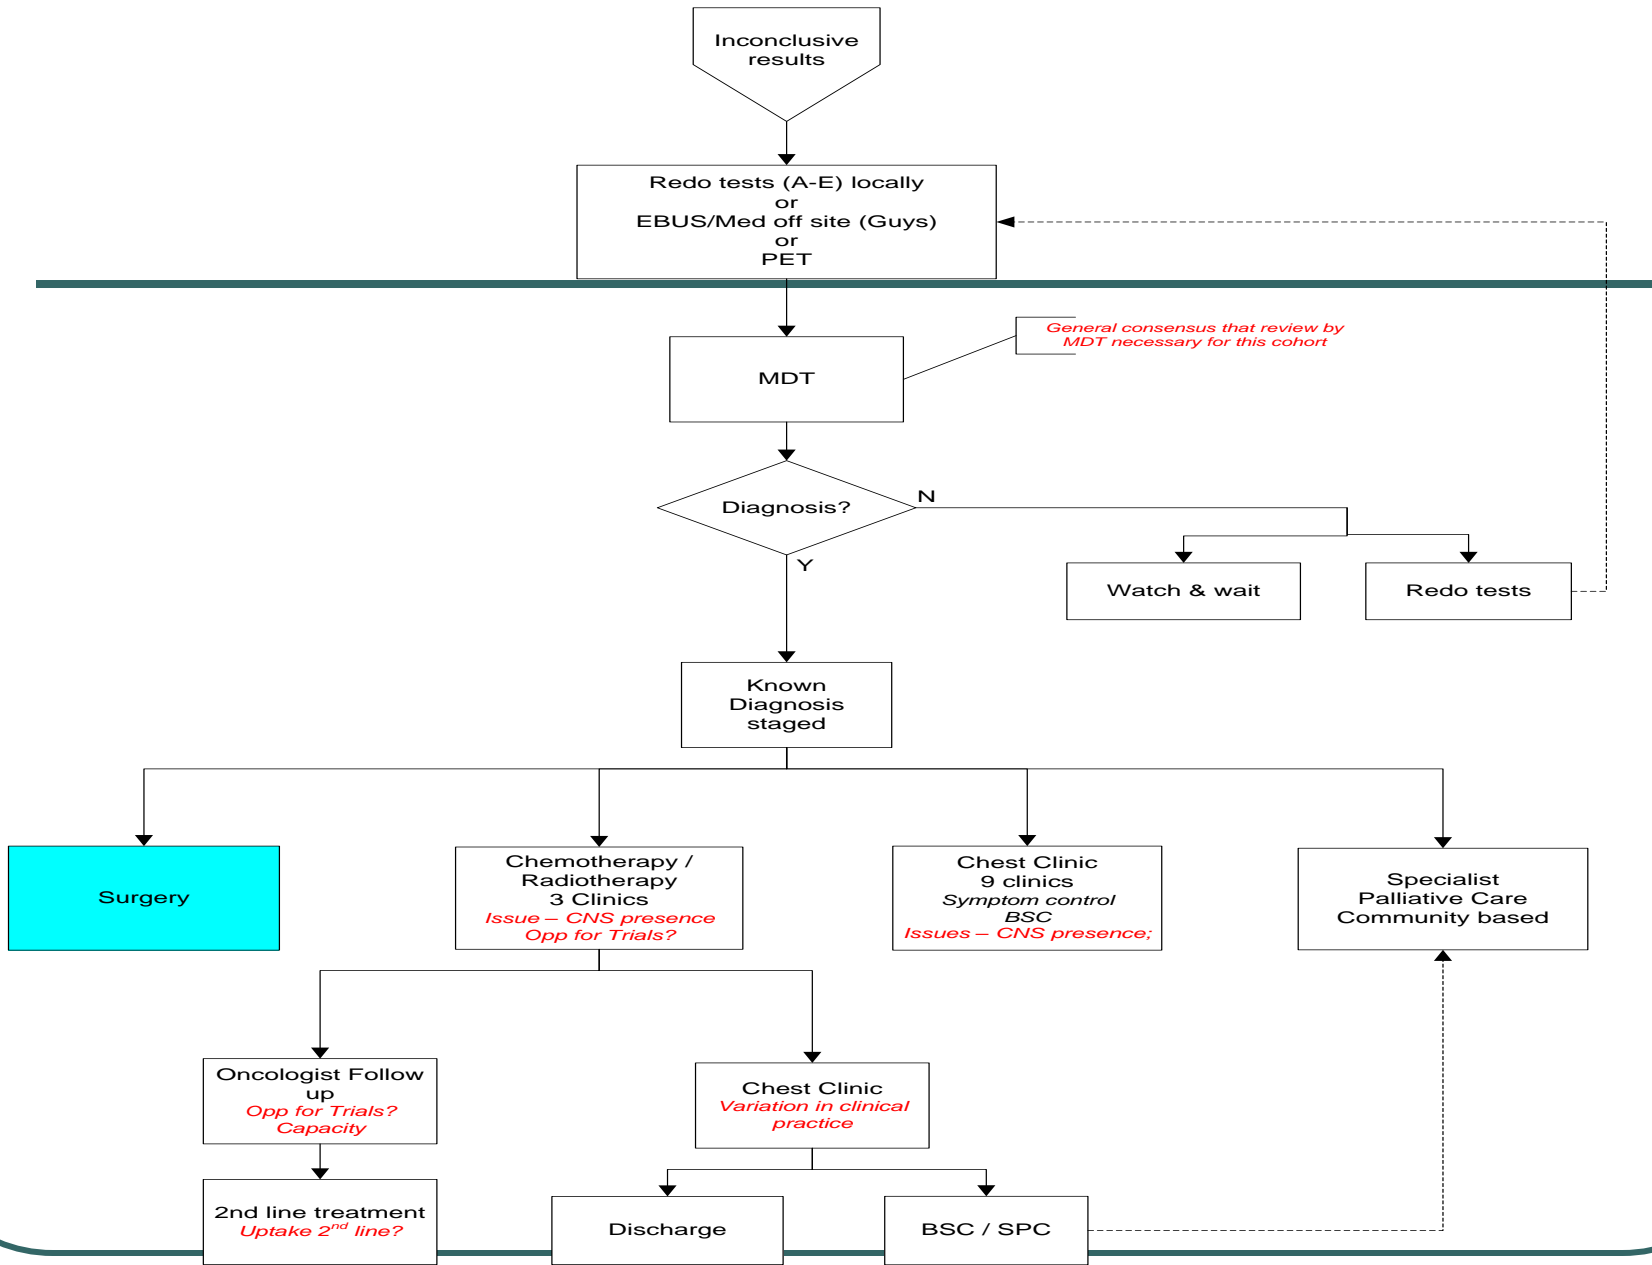 Inconclusive
results
Redo tests (A-E) locally
or
EBUS/Med off site (Guys)
or
PET
General consensus that review by
MDT necessary for this cohort
MDT
Diagnosis?
N
Y
Watch & wait
Redo tests
Known
Diagnosis
staged
Surgery
Chemotherapy /
Radiotherapy
3 Clinics
Issue – CNS presence
Opp for Trials?
Chest Clinic
9 clinics
Symptom control
BSC
Issues – CNS presence;
Specialist
Palliative Care
Community based
Oncologist Follow
up
Opp for Trials?
Capacity
Chest Clinic
Variation in clinical
practice
2nd line treatment
Uptake 2nd line?
Discharge
BSC / SPC